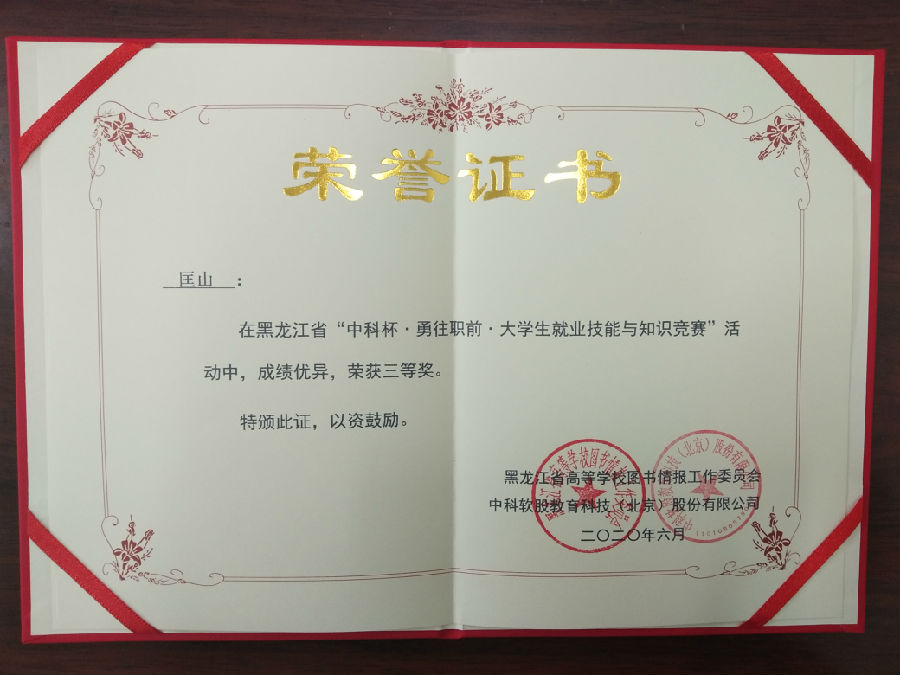 荣誉证书
匡山：
在黑龙江省“中科杯·勇往职前·大学生就业技能与知识竞赛”活
动中，成绩优异，荣获三等奖。
特颁此证，以资鼓励。
黑龙江省高等学校图书情报工作委员会
中科软股教育科技（北京）股份有限公司
二〇二〇年六月